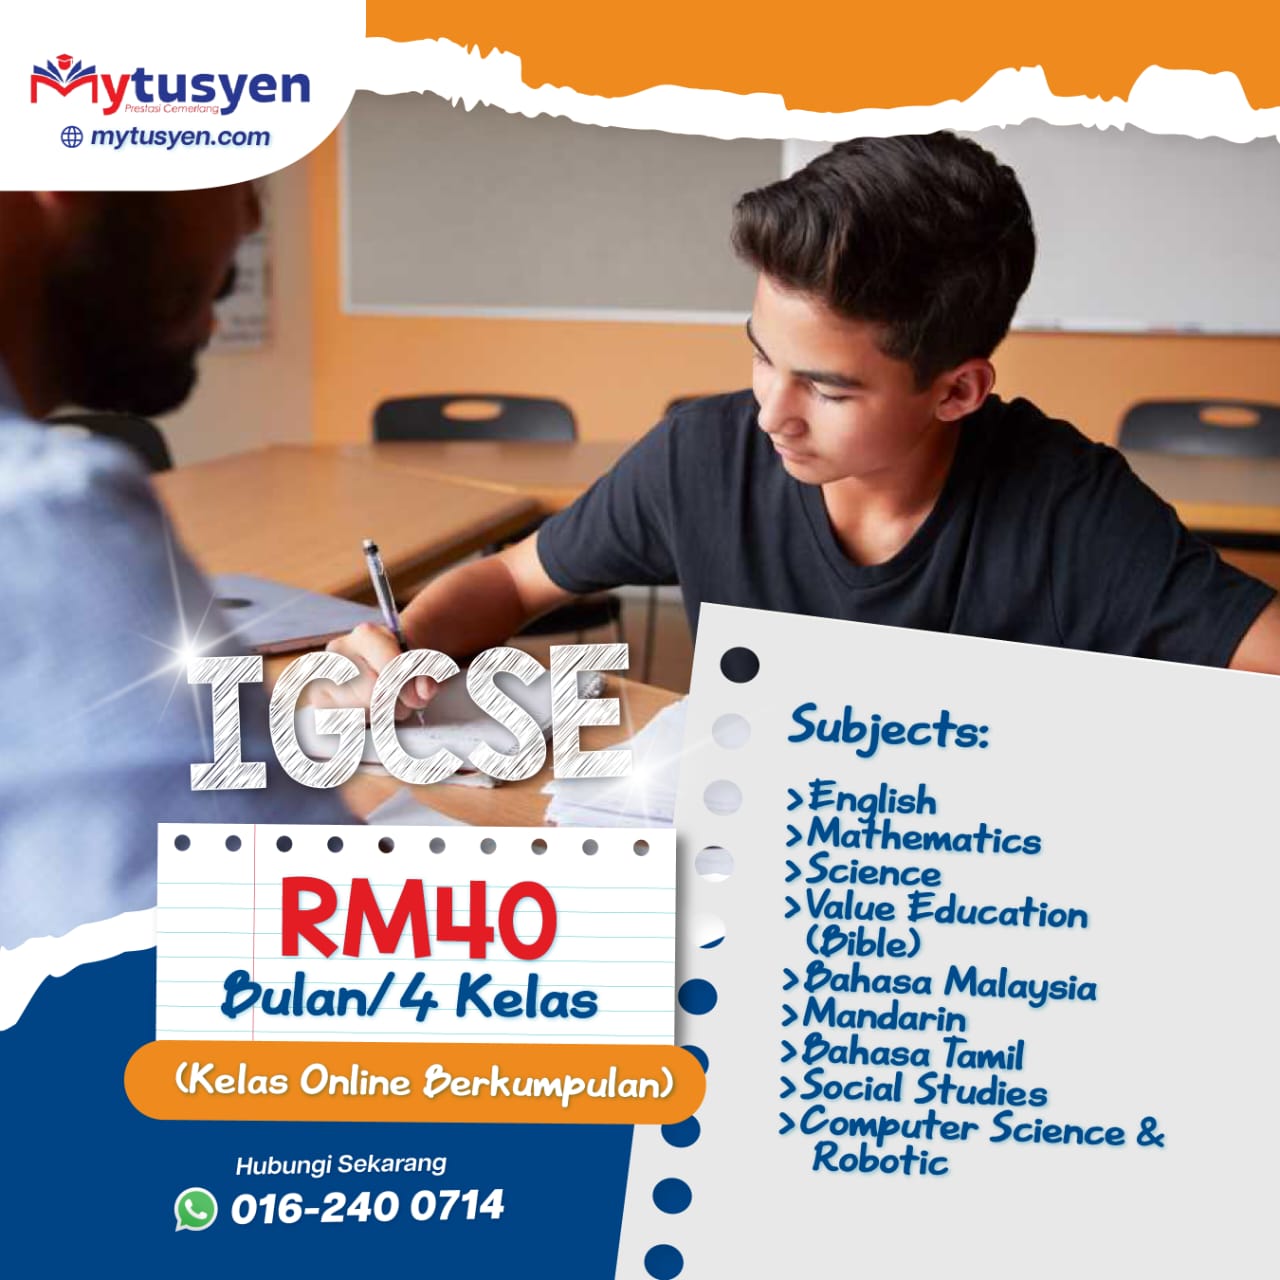 Mytusyen
Prestasi Cemerlang
mytusyen.com
IGCSE
RM40
Bulan/4 Kelas
(Kelas Online Berkumpulan)
Hubungi Sekarang
016-240 0714
Subjects:
>English
>Mathematics
>Science
>Value Education
(Bible)
>Bahasa Malaysia
>Mandarin
>Bahasa Tamil
>Social Studies
>Computer Science &
Robotic